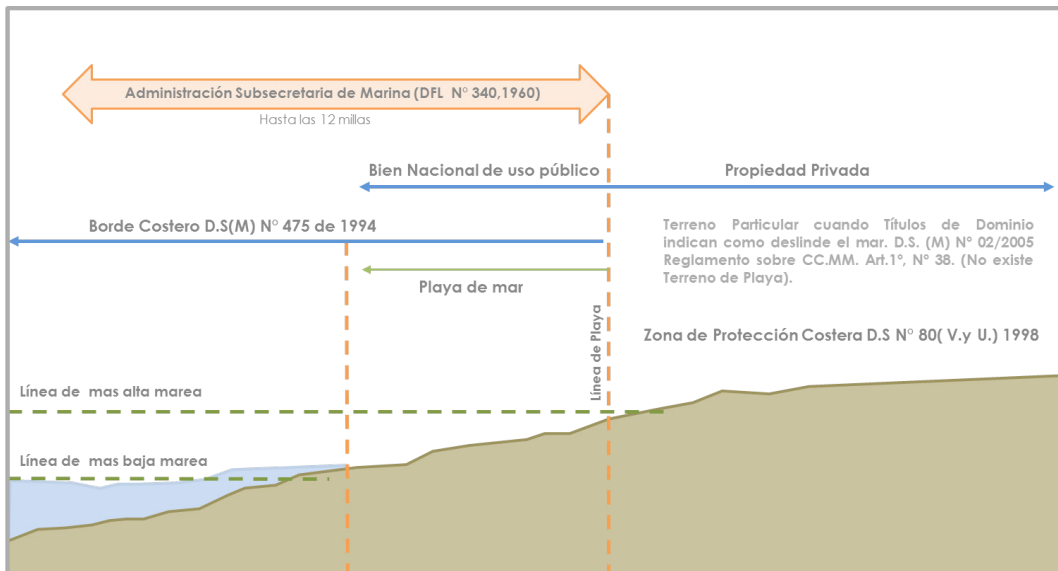 Administración Subsecretaria de Marina (DFL N° 340,1960)
Hasta las 12 millas
Bien Nacional de uso público
Propiedad Privada
Borde Costero D.S(M) N° 475 de 1994
Terreno Particular cuando Títulos de Dominio
indican como deslinde el mar. D.S. (M) N° 02/2005
Reglamento sobre CC.MM. Art.1°, N° 38. (No existe
Terreno de Playa).
Playa de mar
Línea de Playa
Zona de Protección Costera D.S N° 80( V.y U.) 1998
Línea de mas alta marea
Línea de mas baja marea